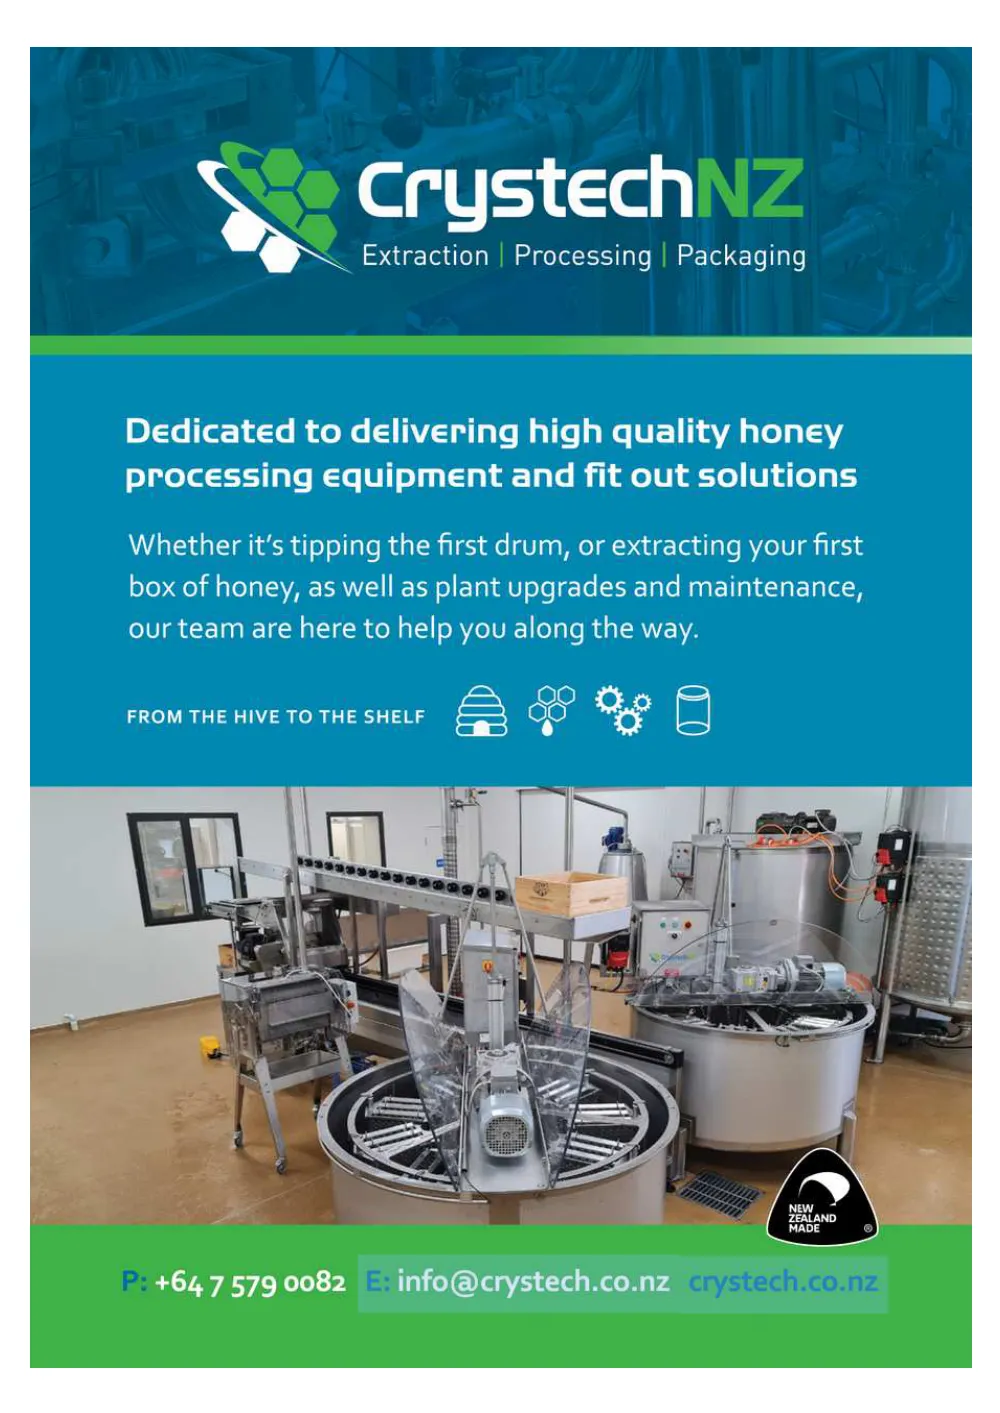 CrystechNZ
Extraction | Processing | Packaging
Dedicated to delivering high quality honey
processing equipment and fit out solutions
Whether it's tipping the first drum, or extracting your first
box of honey, as well as plant upgrades and maintenance,
our team are here to help you along the way.
FROM THE HIVE TO THE SHELF
CrystechNZ
NEW
ZEALAND
MADE
®
P: +64 7 579 0082 E: info@crystech.co.nz crystech.co.nz